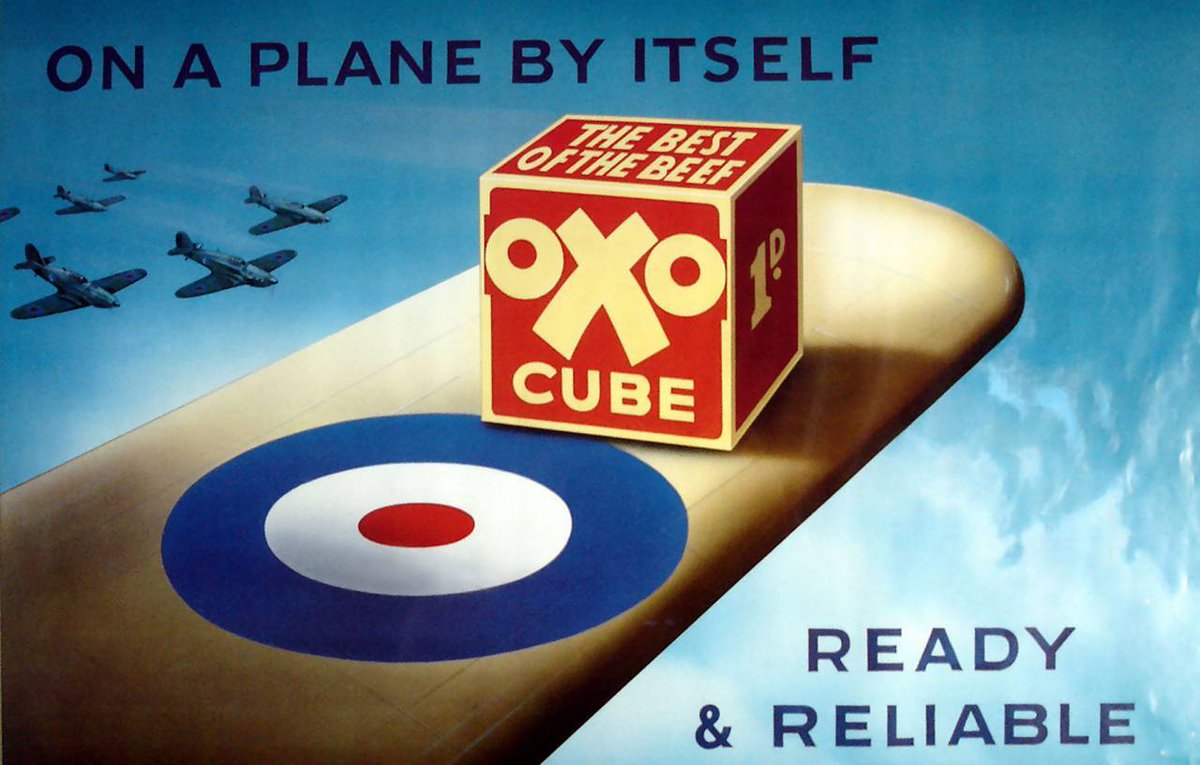 ON A PLANE BY ITSELF
THE BEST
OF THE BEEF
OXO
CUBE
1D.
READY
& RELIABLE